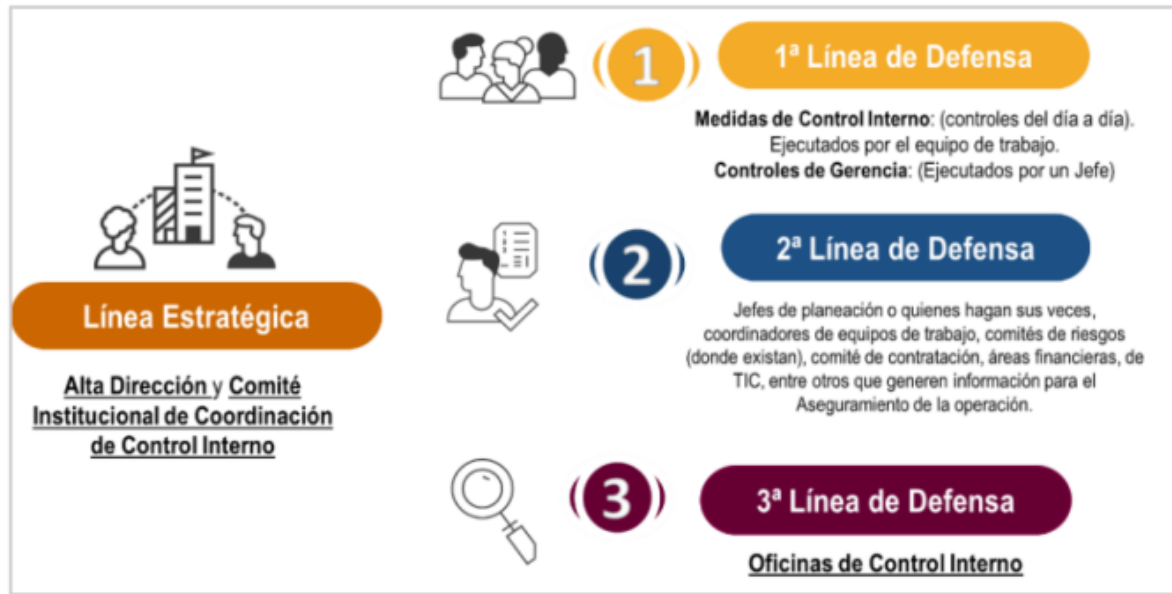 Línea Estratégica
Alta Dirección y Comité
Institucional de Coordinación
de Control Interno
1
1ª Línea de Defensa
Medidas de Control Interno: (controles del día a día).
Ejecutados por el equipo de trabajo.
Controles de Gerencia: (Ejecutados por un Jefe)
2
2ª Línea de Defensa
Jefes de planeación o quienes hagan sus veces,
coordinadores de equipos de trabajo, comités de riesgos
(donde existan), comité de contratación, áreas financieras, de
TIC, entre otros que generen información para el
Aseguramiento de la operación.
3
3ª Línea de Defensa
Oficinas de Control Interno